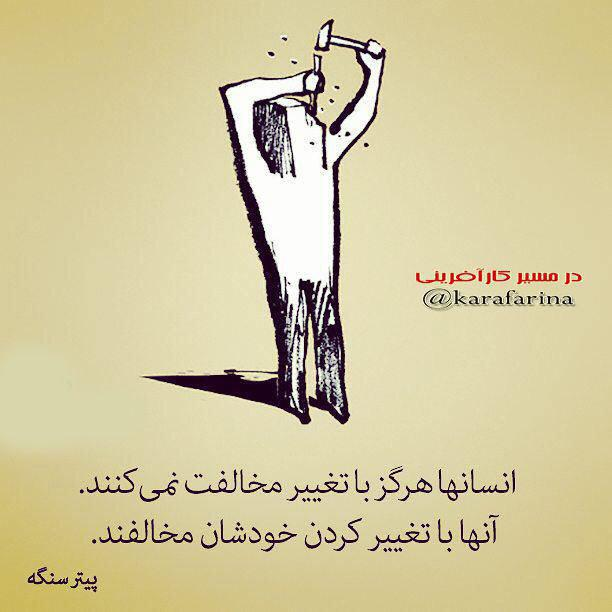 در مسیر کارآفرینی
@karafarina
انسانها هرگز با تغییر مخالفت نمی‌کنند.
آنها با تغییر کردن خودشان مخالفند.
پیتر سنگه